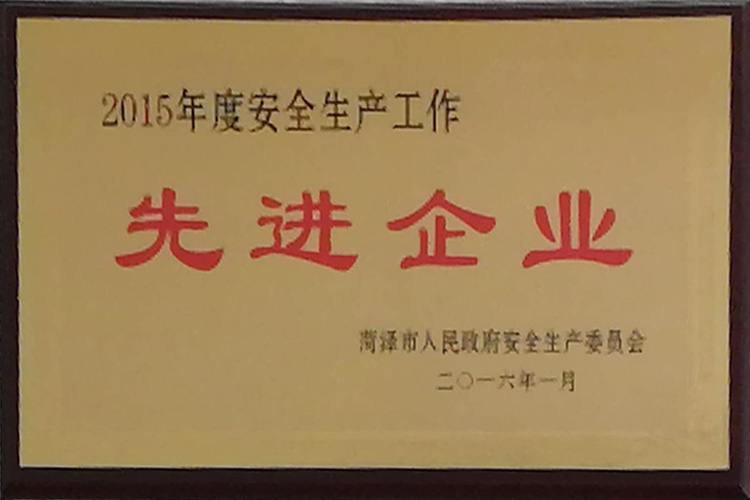 2015年度安全生产工作
先进企业
菏泽市人民政府安全生产委员会
二〇一六年一月